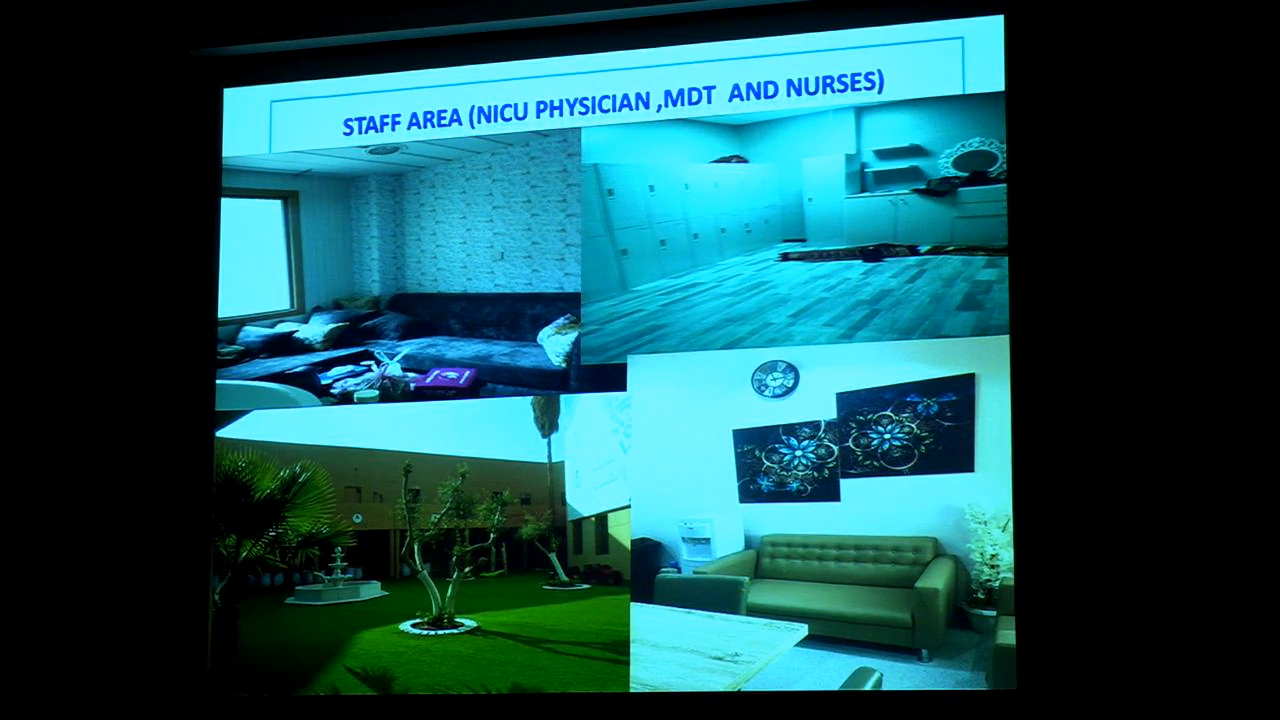 STAFF AREA (NICU PHYSICIAN ,MDT AND NURSES)